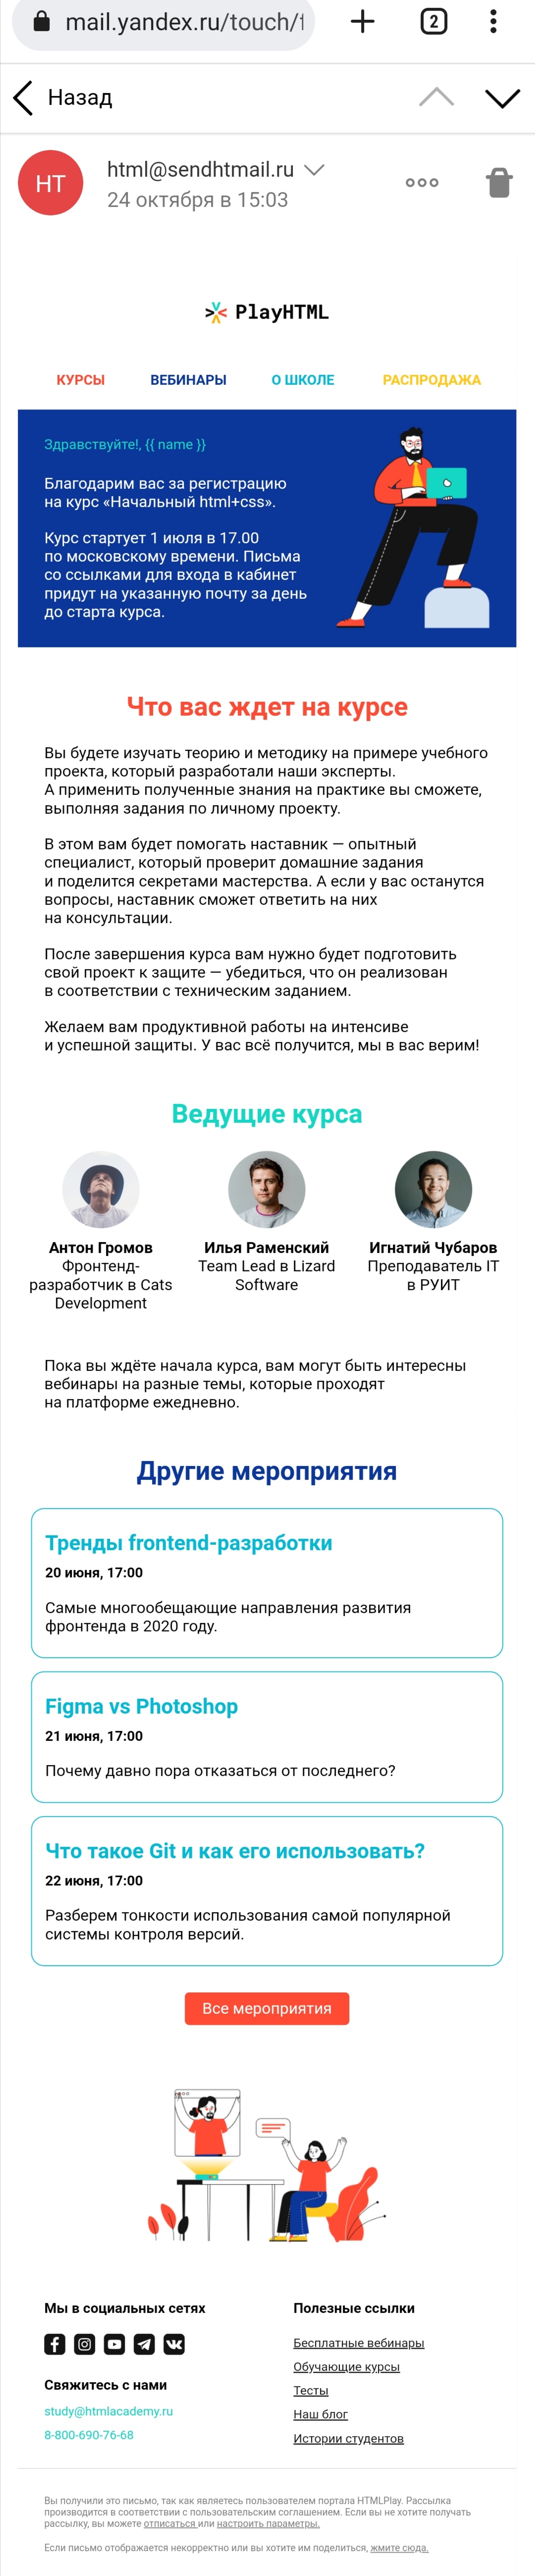 mail.yandex.ru/touch/f
2
Назад
HT
html@sendhtmail.ru
24 октября в 15:03
PlayHTML
КУРСЫ ВЕБИНАРЫ О ШКОЛЕ РАСПРОДАЖА
Здравствуйте!, {{ name }}
Благодарим вас за регистрацию
на курс «Начальный html+css».
Курс стартует 1 июля в 17.00
по московскому времени. Письма
со ссылками для входа в кабинет
придут на указанную почту за день
до старта курса.
Что вас ждет на курсе
Вы будете изучать теорию и методику на примере учебного
проекта, который разработали наши эксперты.
А применить полученные знания на практике вы сможете,
выполняя задания по личному проекту.
В этом вам будет помогать наставник — опытный
специалист, который проверит домашние задания
и поделится секретами мастерства. А если у вас останутся
вопросы, наставник сможет ответить на них
на консультации.
После завершения курса вам нужно будет подготовить
свой проект к защите — убедиться, что он реализован
в соответствии с техническим заданием.
Желаем вам продуктивной работы на интенсиве
и успешной защиты. У вас всё получится, мы в вас верим!
Ведущие курса
Антон Громов
Фронтенд-
разработчик в Cats
Development
Илья Раменский
Team Lead в Lizard
Software
Игнатий Чубаров
Преподаватель IT
в РУИТ
Пока вы ждёте начала курса, вам могут быть интересны
вебинары на разные темы, которые проходят
на платформе ежедневно.
Другие мероприятия
Тренды frontend-разработки
20 июня, 17:00
Самые многообещающие направления развития
фронтенда в 2020 году.
Figma vs Photoshop
21 июня, 17:00
Почему давно пора отказаться от последнего?
Что такое Git и как его использовать?
22 июня, 17:00
Разберем тонкости использования самой популярной
системы контроля версий.
Все мероприятия
Мы в социальных сетях
Свяжитесь с нами
study@htmlacademy.ru
8-800-690-76-68
Полезные ссылки
Бесплатные вебинары
Обучающие курсы
Тесты
Наш блог
Истории студентов
Вы получили это письмо, так как являетесь пользователем портала HTMLPlay. Рассылка
производится в соответствии с пользовательским соглашением. Если вы не хотите получать
рассылку, вы можете отписаться или настроить параметры.
Если письмо отображается некорректно или вы хотите им поделиться, жмите сюда.